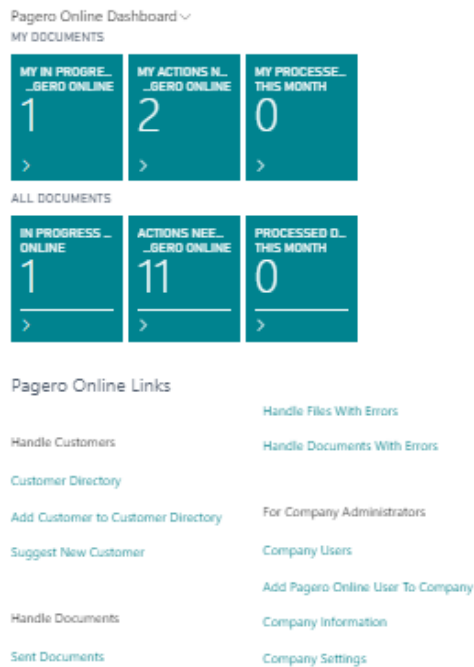 Pagero Online Dashboard
MY DOCUMENTS
MY IN PROGRE...
...GERO ONLINE
1
MY ACTIONS N...
...GERO ONLINE
2
MY PROCESSE...
THIS MONTH
0
ALL DOCUMENTS
IN PROGRESS ...
ONLINE
1
ACTIONS NEE...
...GERO ONLINE
11
PROCESSED D...
THIS MONTH
0
Pagero Online Links
Handle Customers
Customer Directory
Add Customer to Customer Directory
Suggest New Customer
Handle Documents
Sent Documents
Handle Files With Errors
Handle Documents With Errors
For Company Administrators
Company Users
Add Pagero Online User To Company
Company Information
Company Settings